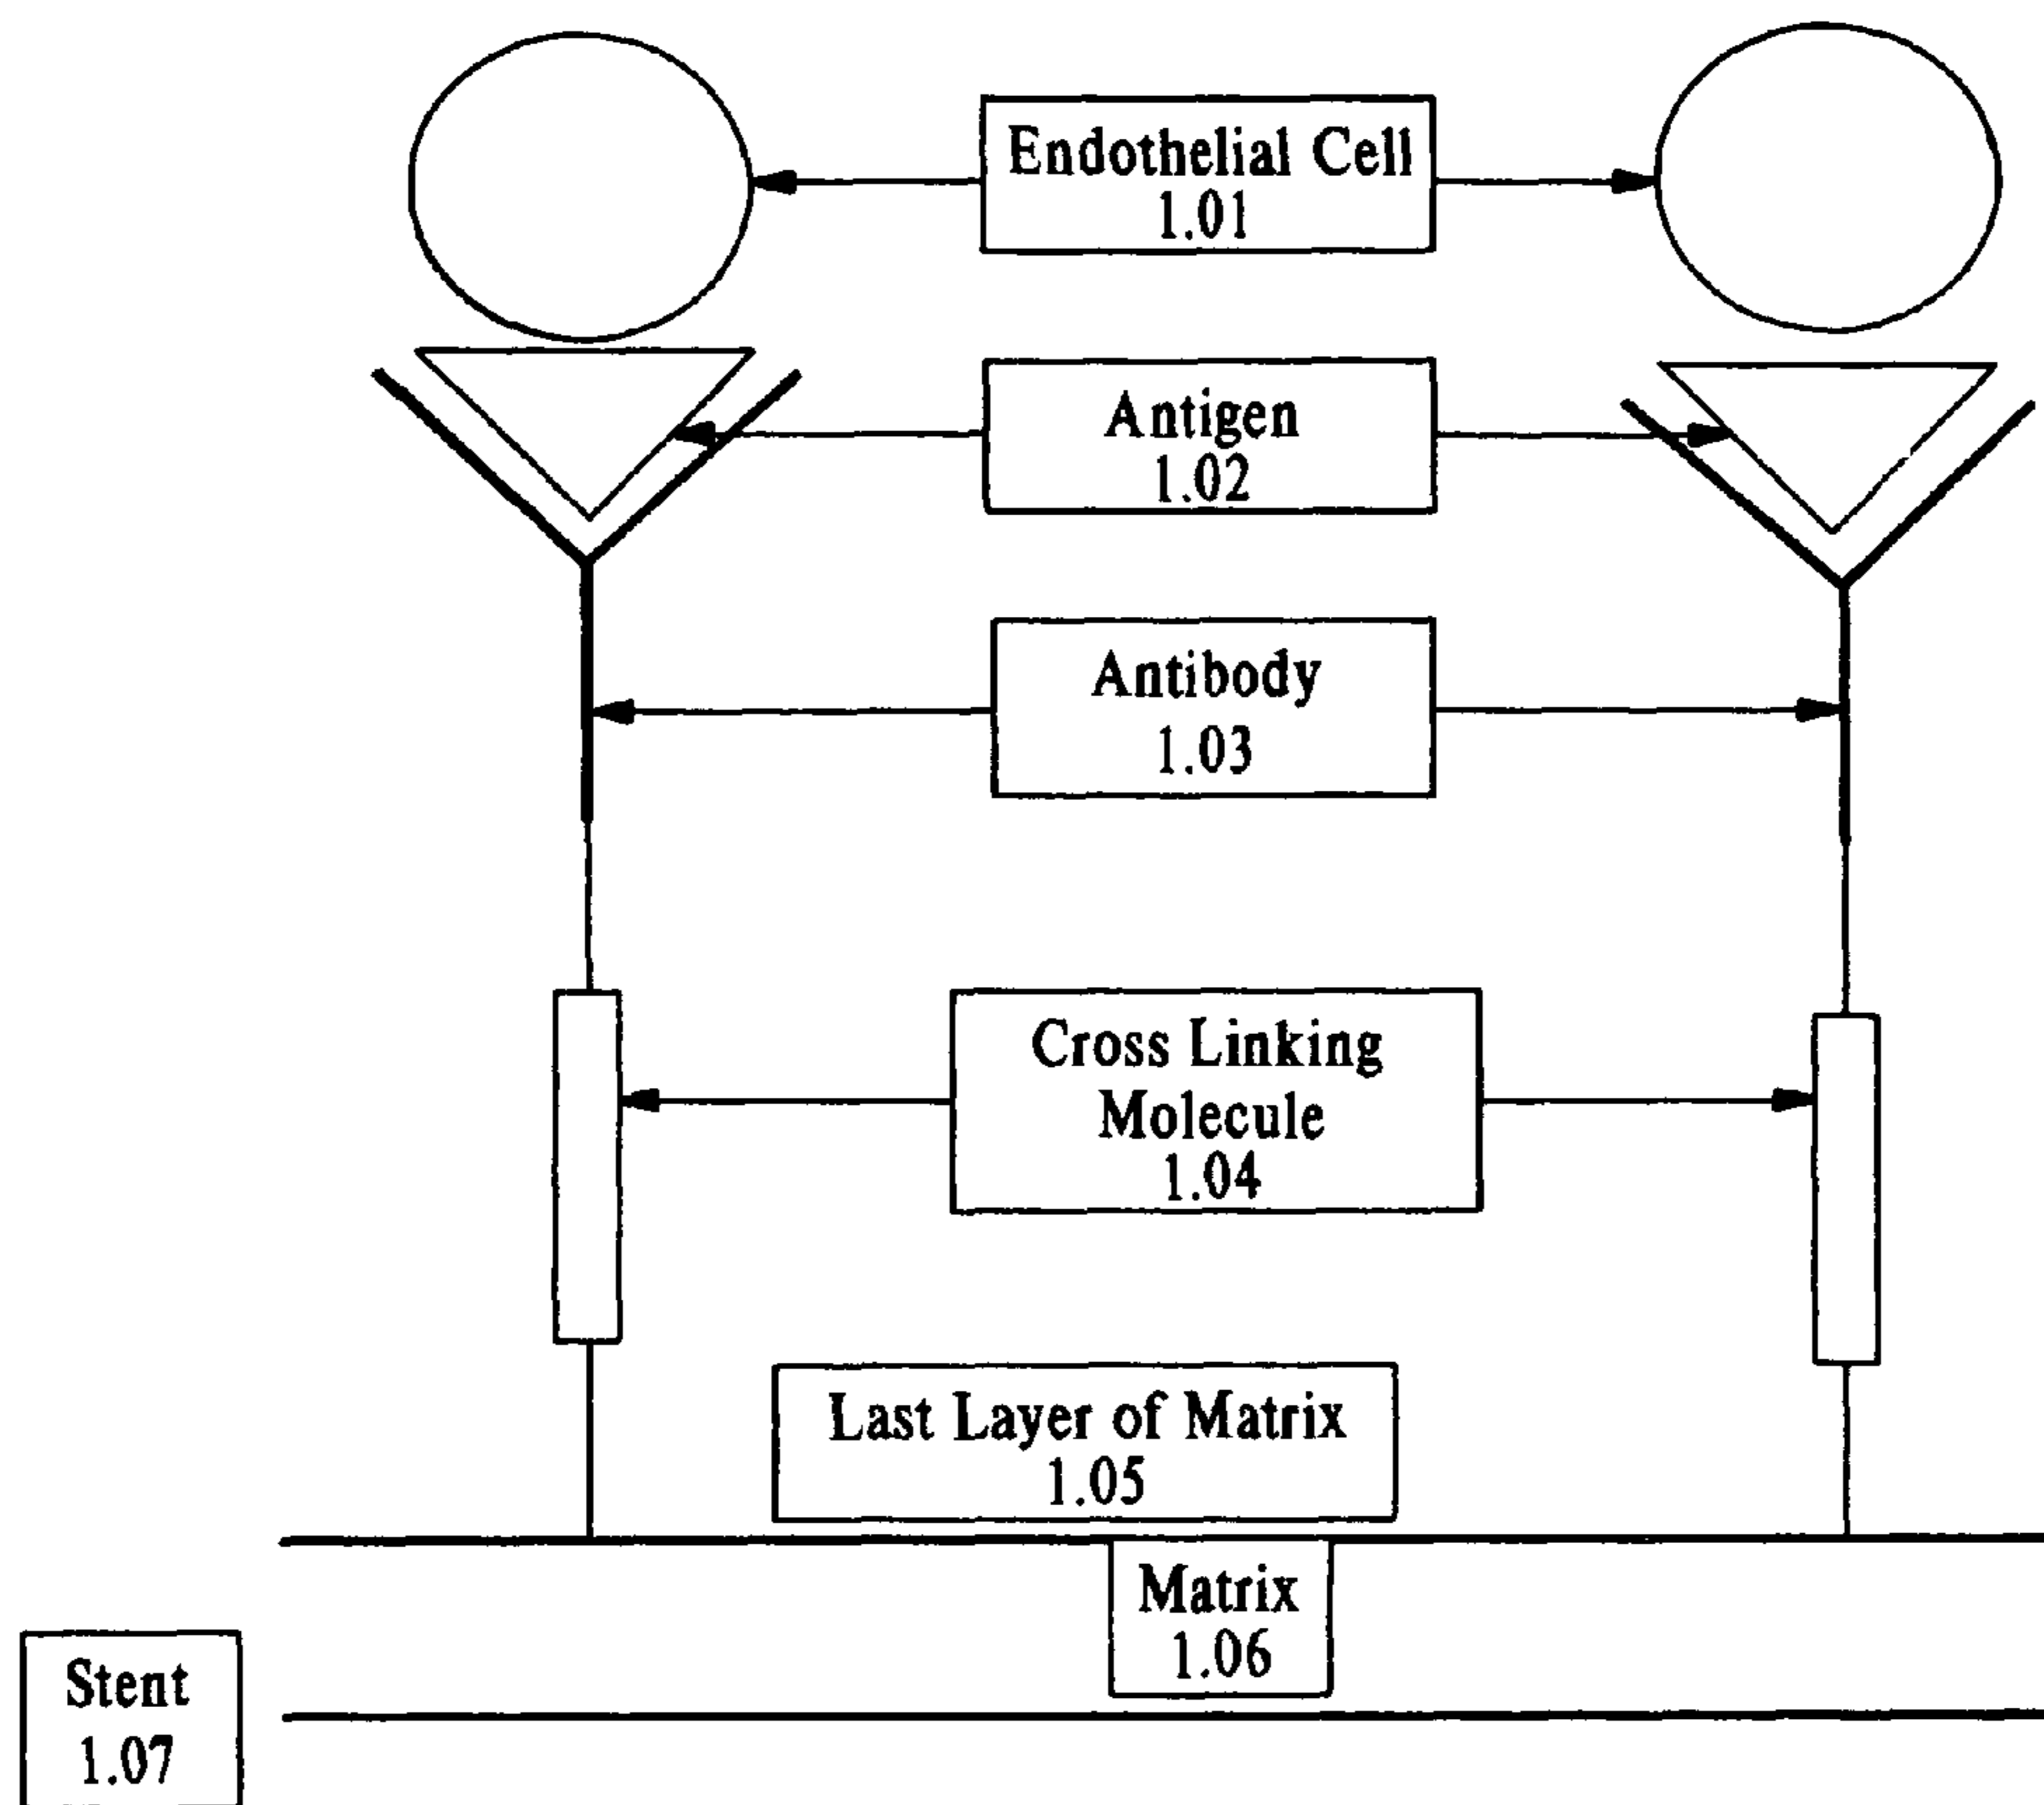 Endothelial Cell
1.01
Antigen
1.02
Antibody
1.03
Cross Linking
Molecule
1.04
Last Layer of Matrix
1.05
Matrix
1.06
Stent
1.07